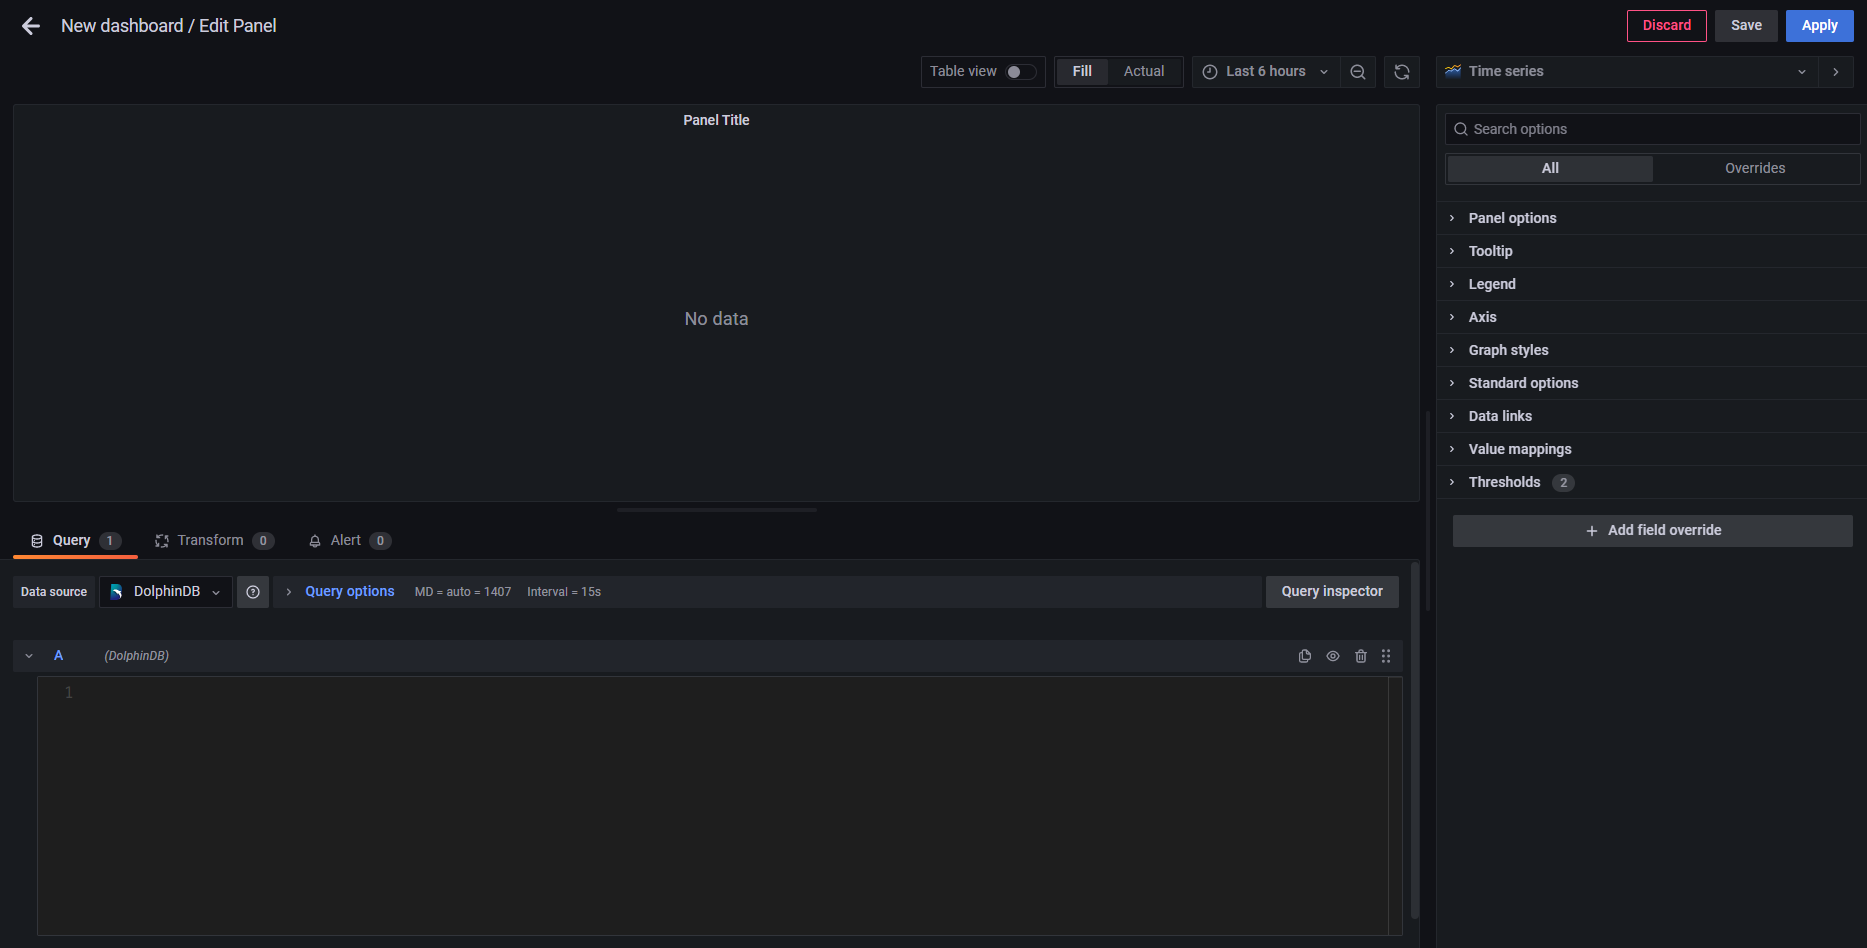 New dashboard / Edit Panel
Discard
Save
Apply
Table view
Fill
Actual
Last 6 hours
Time series
Panel Title
No data
Search options
All
Overrides
Panel options
Tooltip
Legend
Axis
Graph styles
Standard options
Data links
Value mappings
Thresholds 2
+ Add field override
Query 1
Transform 0
Alert 0
Data source
DolphinDB
Query options
MD = auto = 1407
Interval = 15s
Query inspector
A
(DolphinDB)
1